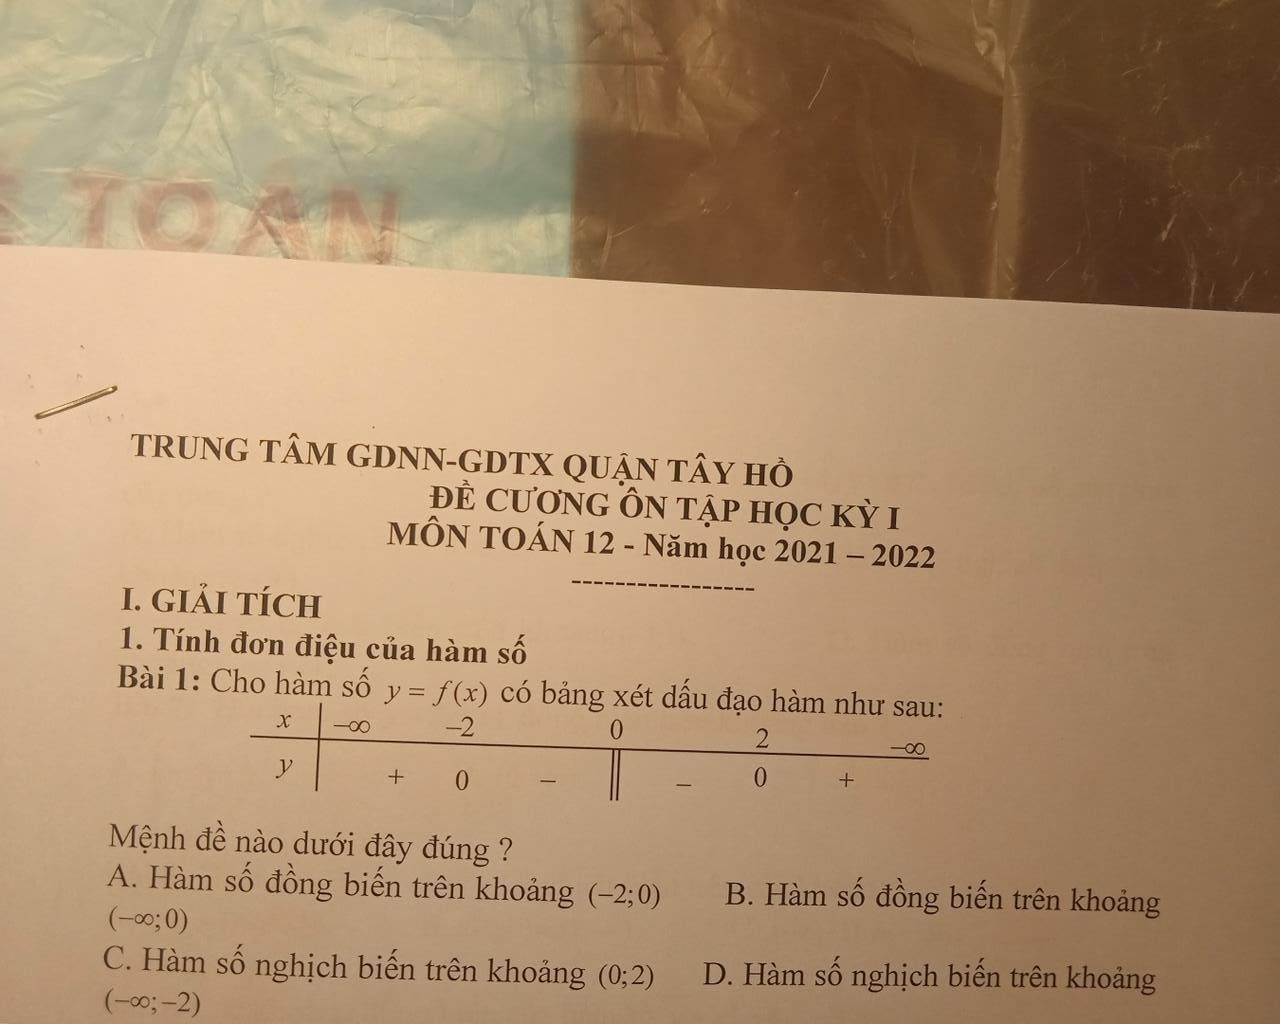 TOÁN
TRUNG TÂM GDNN-GDTX QUẬN TÂY HỒ
ĐỀ CƯƠNG ÔN TẬP HỌC KỲ I
MÔN TOÁN 12 - Năm học 2021 – 2022
-----------------
I. GIẢI TÍCH
1. Tính đơn điệu của hàm số
Bài 1: Cho hàm số y = f(x) có bảng xét dấu đạo hàm như sau:
x –∞ –2 0 2 –∞
y + 0 – || – 0 +
Mệnh đề nào dưới đây đúng ?
A. Hàm số đồng biến trên khoảng (–2;0) B. Hàm số đồng biến trên khoảng
(–∞;0)
C. Hàm số nghịch biến trên khoảng (0;2) D. Hàm số nghịch biến trên khoảng
(–∞;–2)